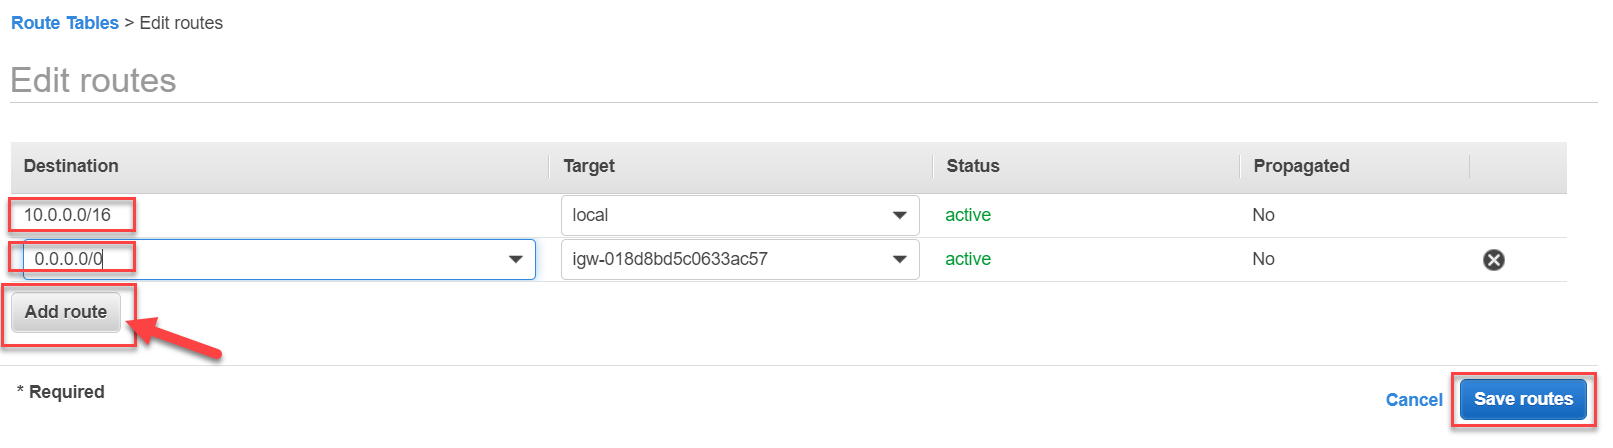 Route Tables > Edit routes
Edit routes
Destination Target Status Propagated
10.0.0.0/16 local active No
0.0.0.0/0 igw-018d8bd5c0633ac57 active No
Add route
* Required
Cancel Save routes